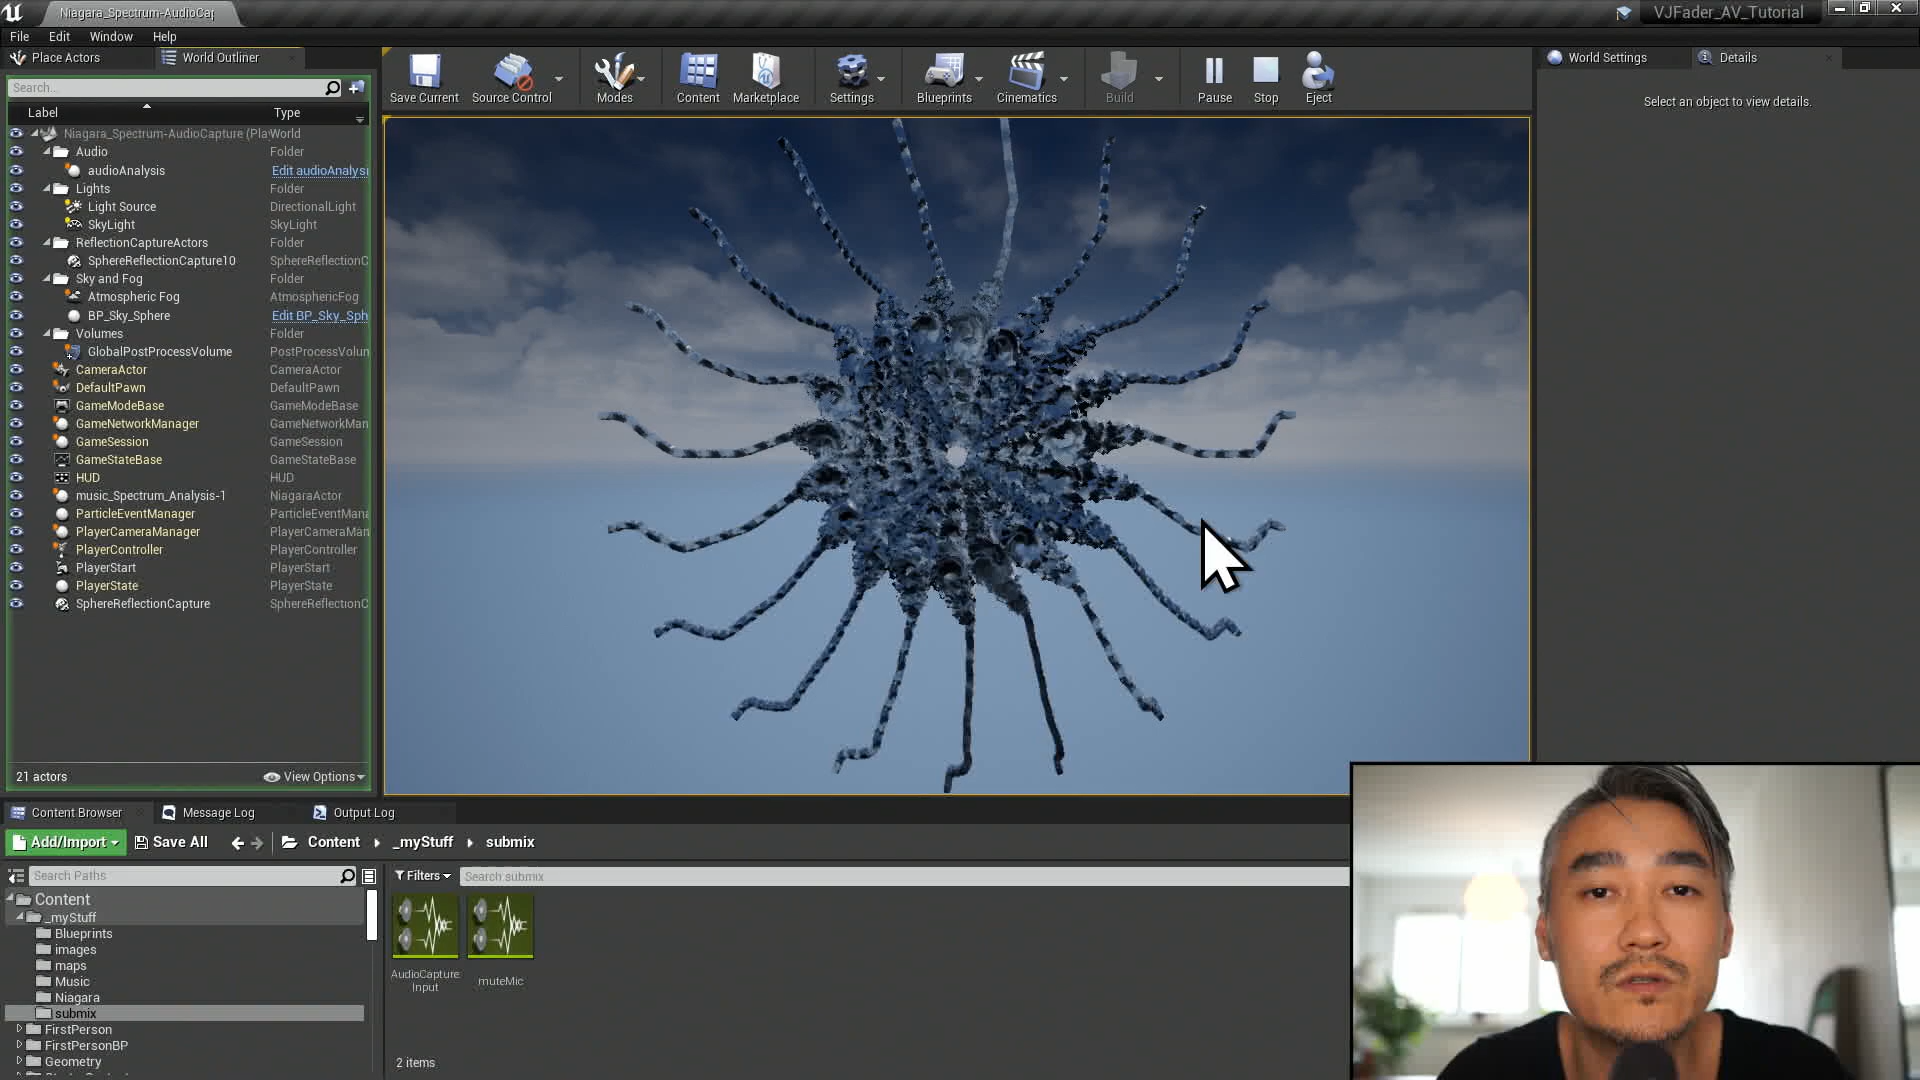 Niagara_Spectrum-AudioCap
VJFader_AV_Tutorial
File Edit Window Help
Place Actors
World Outliner
Search...
Label Type
Niagara_Spectrum-AudioCapture (Pla World
Audio Folder
audioAnalysis Edit audioAnalysi
Lights Folder
Light Source DirectionalLight
SkyLight SkyLight
ReflectionCaptureActors Folder
SphereReflectionCapture10 SphereReflectionC
Sky and Fog Folder
Atmospheric Fog AtmosphericFog
BP_Sky_Sphere Edit BP_Sky_Sph
Volumes Folder
GlobalPostProcessVolume PostProcessVolun
CameraActor CameraActor
DefaultPawn DefaultPawn
GameModeBase GameModeBase
GameNetworkManager GameNetworkMan
GameSession GameSession
GameStateBase GameStateBase
HUD HUD
music_Spectrum_Analysis-1 NiagaraActor
ParticleEventManager ParticleEventMana
PlayerCameraManager PlayerCameraMan
PlayerController PlayerController
PlayerStart PlayerStart
PlayerState PlayerState
SphereReflectionCapture SphereReflectionC
21 actors View Options
Save Current Source Control Modes Content Marketplace Settings Blueprints Cinematics Build Pause Stop Eject
World Settings Details
Select an object to view details.
Content Browser Message Log Output Log
Add/Import Save All Content _myStuff submix
Search Paths
Filters Search submix
Content
_myStuff
Blueprints
images
maps
Music
Niagara
submix
FirstPerson
FirstPersonBP
Geometry
AudioCapture
Input
muteMic
2 items